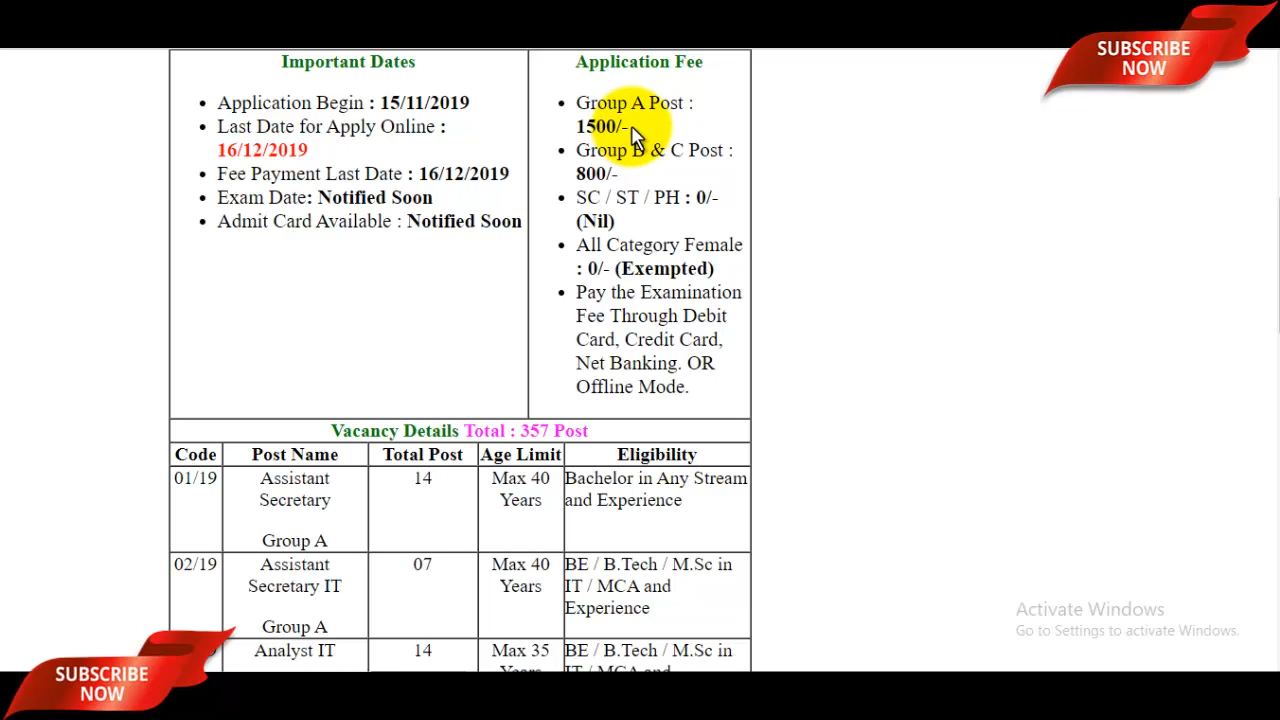 SUBSCRIBE
NOW
Important Dates
Application Begin : 15/11/2019
Last Date for Apply Online :
16/12/2019
Fee Payment Last Date : 16/12/2019
Exam Date: Notified Soon
Admit Card Available : Notified Soon
Application Fee
Group A Post :
1500/-
Group B & C Post :
800/-
SC / ST / PH : 0/-
(Nil)
All Category Female
: 0/- (Exempted)
Pay the Examination
Fee Through Debit
Card, Credit Card,
Net Banking. OR
Offline Mode.
Vacancy Details Total : 357 Post
Code Post Name Total Post Age Limit Eligibility
01/19 Assistant 14 Max 40 Bachelor in Any Stream
Secretary Years and Experience
Group A
02/19 Assistant 07 Max 40 BE / B.Tech / M.Sc in
Secretary IT Years IT / MCA and
Experience
Group A
Analyst IT 14 Max 35 BE / B.Tech / M.Sc in
Years IT / MCA and
Activate Windows
Go to Settings to activate Windows.
SUBSCRIBE
NOW